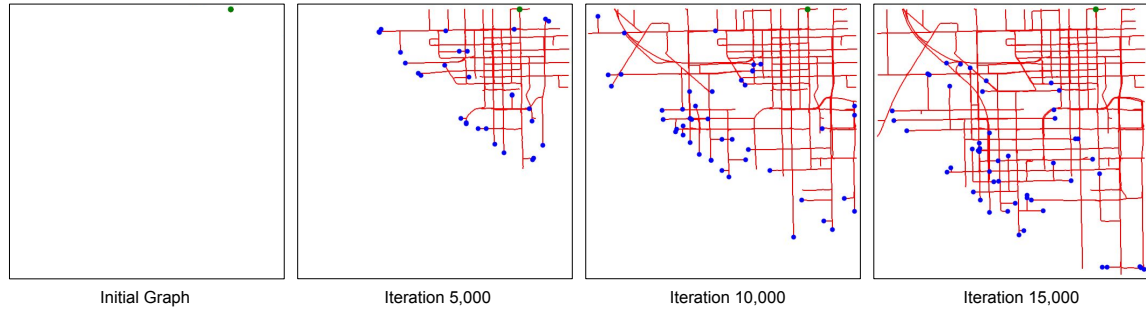 Initial Graph
Iteration 5,000
Iteration 10,000
Iteration 15,000